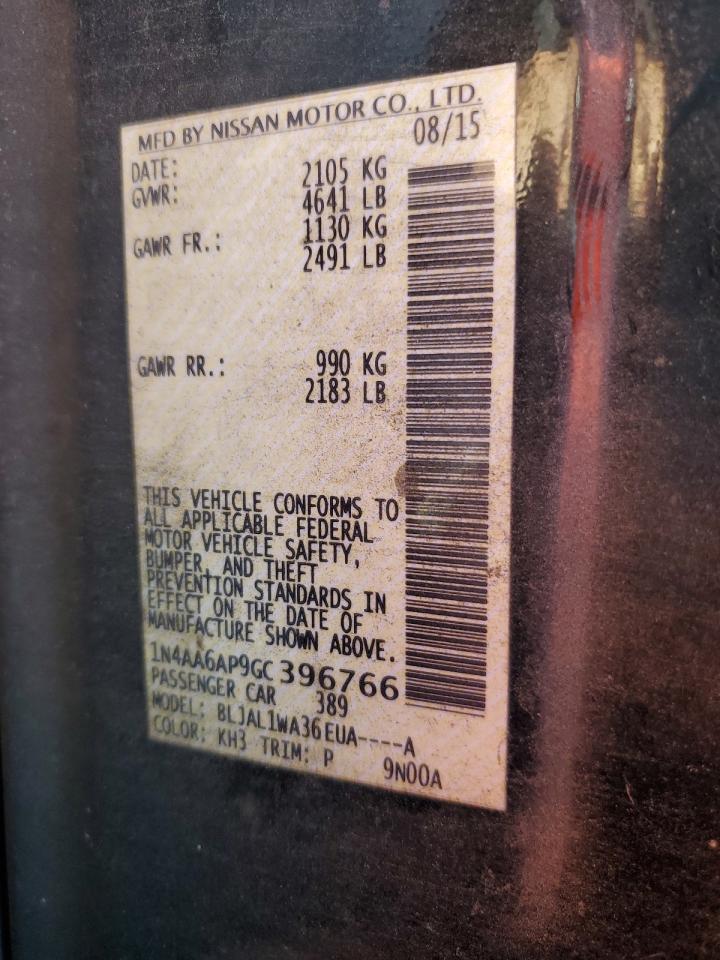 MFD BY NISSAN MOTOR CO., LTD.
DATE: 08/15
GVWR: 2105 KG
4641 LB
GAWR FR.: 1130 KG
2491 LB
GAWR RR.: 990 KG
2183 LB
THIS VEHICLE CONFORMS TO
ALL APPLICABLE FEDERAL
MOTOR VEHICLE SAFETY,
BUMPER, AND THEFT
PREVENTION STANDARDS IN
EFFECT ON THE DATE OF
MANUFACTURE SHOWN ABOVE.
1N4AA6AP9GC396766
PASSENGER CAR 389
MODEL: BLJAL1WA36EUA----A
COLOR: KH3 TRIM: P 9N00A